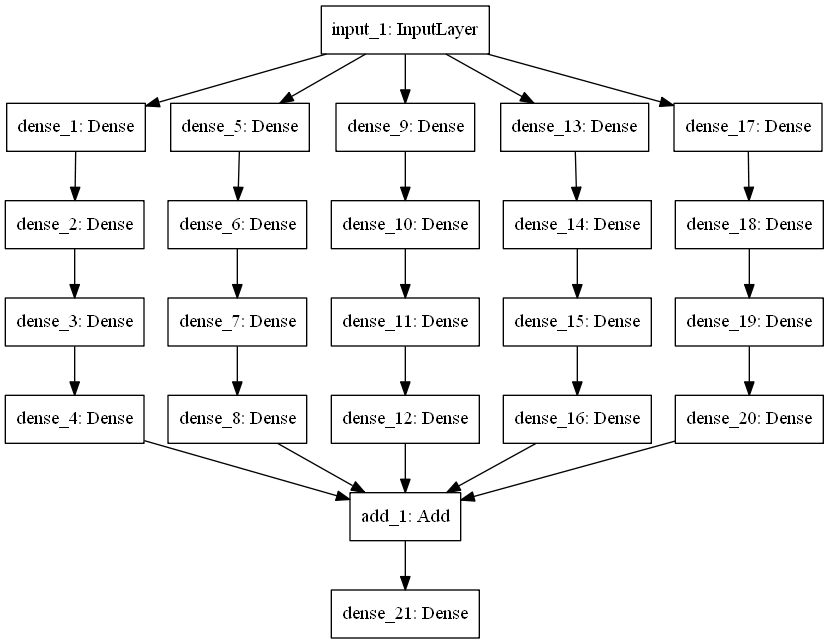 input_1: InputLayer
dense_1: Dense
dense_5: Dense
dense_9: Dense
dense_13: Dense
dense_17: Dense
dense_2: Dense
dense_6: Dense
dense_10: Dense
dense_14: Dense
dense_18: Dense
dense_3: Dense
dense_7: Dense
dense_11: Dense
dense_15: Dense
dense_19: Dense
dense_4: Dense
dense_8: Dense
dense_12: Dense
dense_16: Dense
dense_20: Dense
add_1: Add
dense_21: Dense